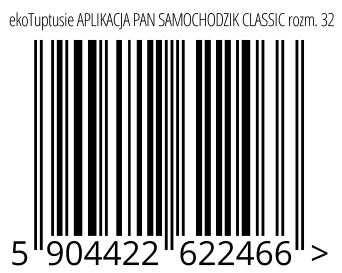 ekoTuptusie APLIKACJA PAN SAMOCHODZIK CLASSIC rozm. 32
5 904422 622466 >